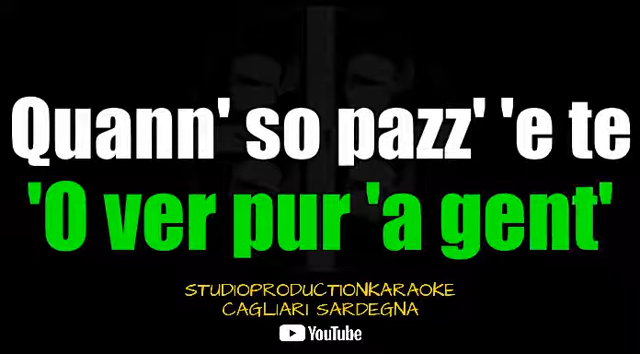 Quann' so pazz' 'e te
'O ver pur 'a gent'
STUDIOPRODUCTIONKARAOKE
CAGLIARI SARDEGNA
YouTube